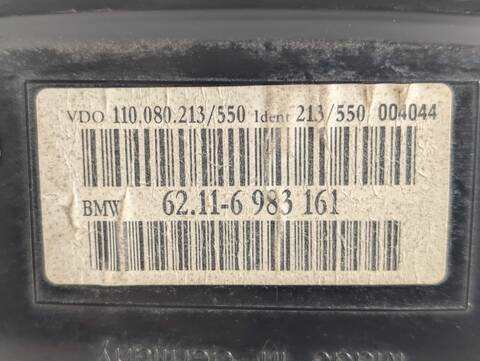 VDO 110.080.213/550 Ident 213/550 004044
BMW 62.11-6 983 161